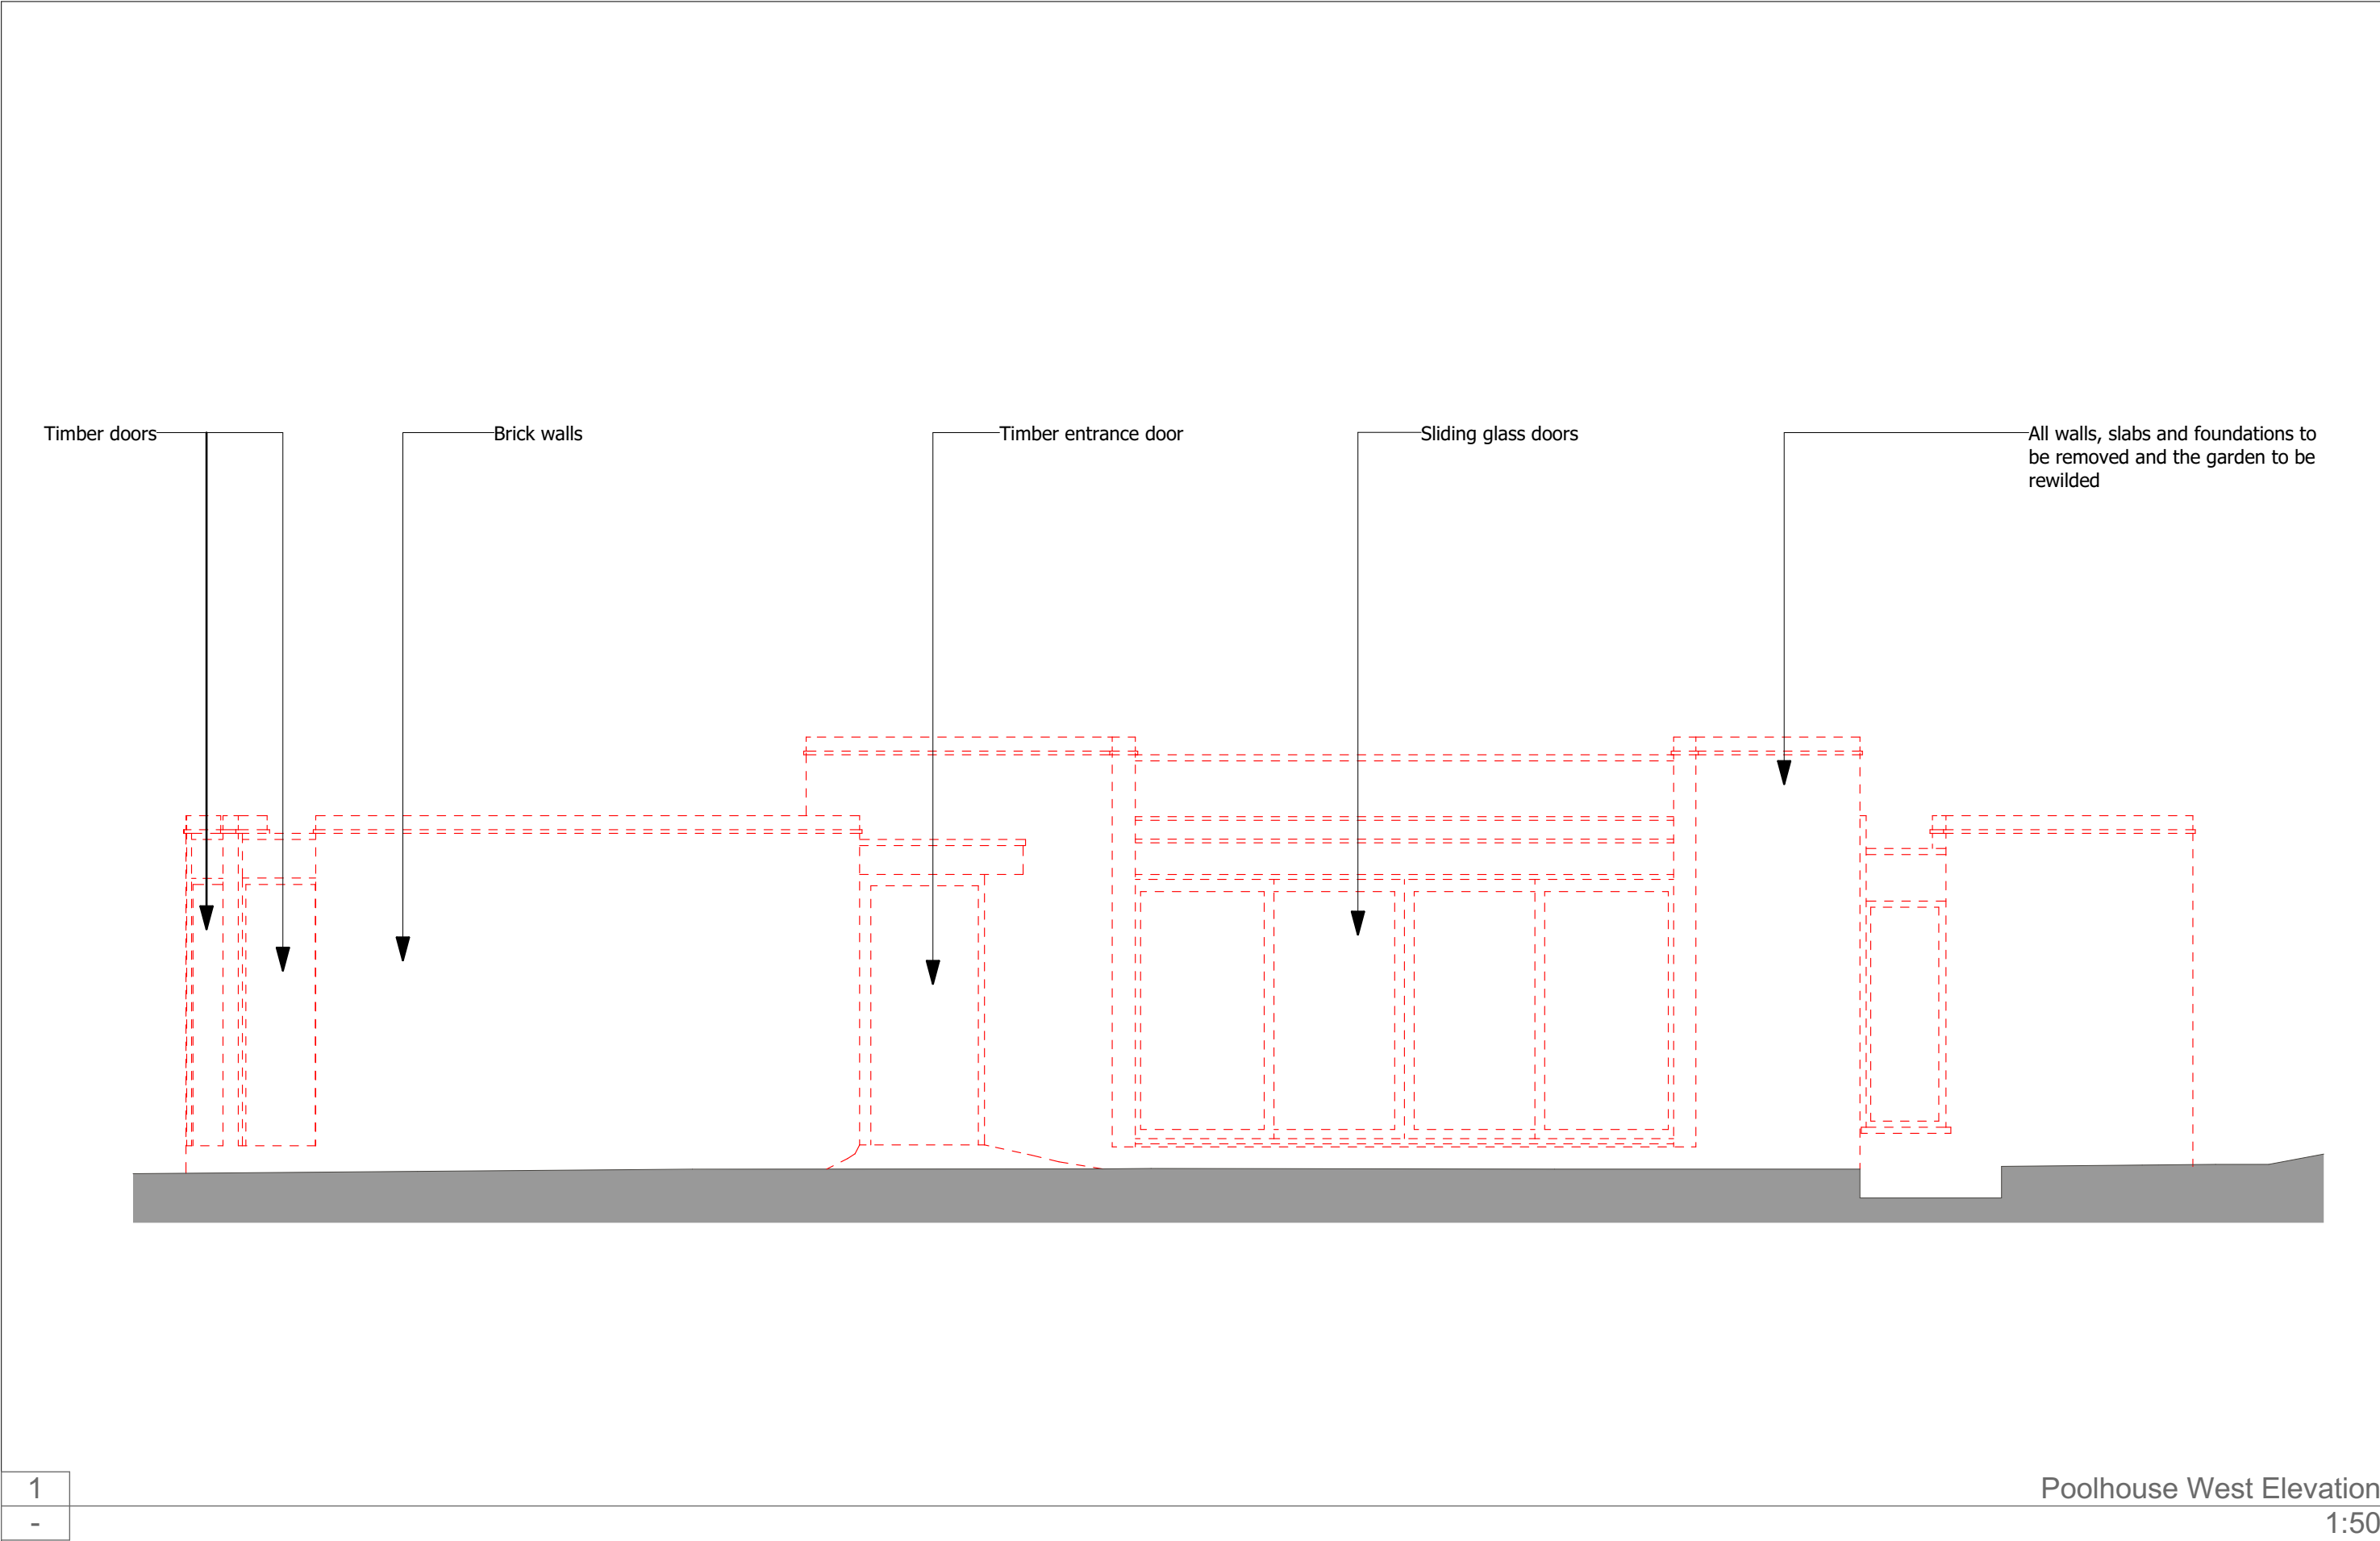 Timber doors
Brick walls
Timber entrance door
Sliding glass doors
All walls, slabs and foundations to
be removed and the garden to be
rewilded
1
-
Poolhouse West Elevation
1:50